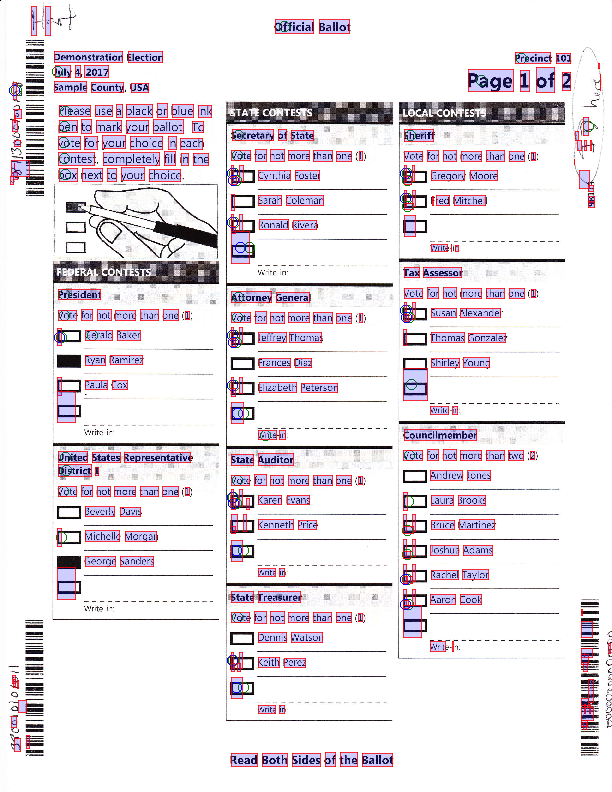 Official Ballot
Demonstration Election
July 4, 2017
Sample County, USA
Precinct 101
Page 1 of 2
Please use a black or blue ink
pen to mark your ballot. To
vote for your choice in each
contest, completely fill in the
box next to your choice.
FEDERAL CONTESTS
President
Vote for not more than one (1)
Gerald Baker
Ryan Ramirez
Paula Cox
Write-in:
United States Representative
District 1
Vote for not more than one (1)
Beverly Davis
Michelle Morgan
George Sanders
Write-in:
STATE CONTESTS
Secretary of State
Vote for not more than one (1)
Cynthia Foster
Sarah Coleman
Ronald Rivera
Write-in:
Attorney General
Vote for not more than one (1)
Jeffrey Thomas
Frances Diaz
Elizabeth Peterson
Write-in:
State Auditor
Vote for not more than one (1)
Karen Evans
Kenneth Price
Write-in
State Treasurer
Vote for not more than one (1)
Dennis Watson
Keith Perez
Write-in
LOCAL CONTESTS
Sheriff
Vote for not more than one (1)
Gregory Moore
Fred Mitchell
Write-in
Tax Assessor
Vote for not more than one (1)
Susan Alexander
Thomas Gonzalez
Shirley Young
Write-in:
Councilmember
Vote for not more than two (2)
Andrew Jones
Laura Brooks
Bruce Martinez
Joshua Adams
Rachel Taylor
Aaron Cook
Write-in:
Read Both Sides of the Ballot